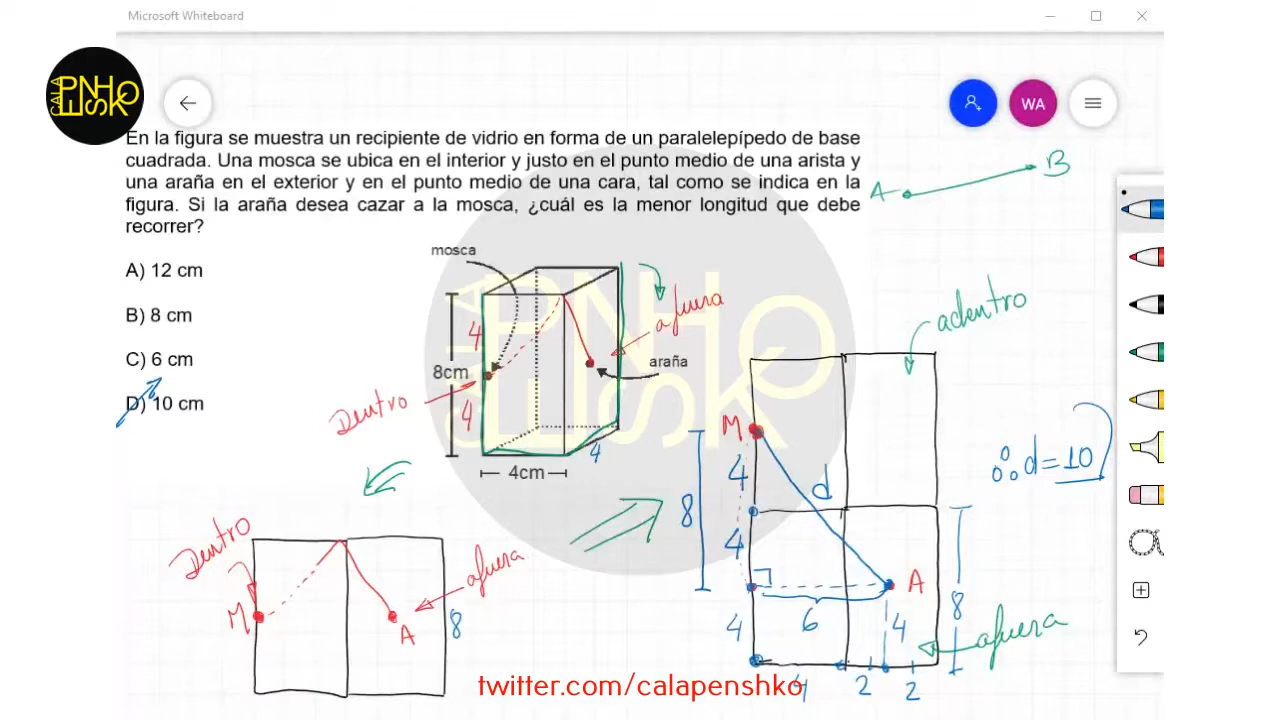 Microsoft Whiteboard
CALA
PENHO
ESK
WA
En la figura se muestra un recipiente de vidrio en forma de un paralelepípedo de base
cuadrada. Una mosca se ubica en el interior y justo en el punto medio de una arista y
una araña en el exterior y en el punto medio de una cara, tal como se indica en la
figura. Si la araña desea cazar a la mosca, ¿cuál es la menor longitud que debe
recorrer?
A
B
A) 12 cm
B) 8 cm
C) 6 cm
D) 10 cm
mosca
afuera
araña
4
8cm
4
Dentro
4cm
4
adentro
M
4
8
4
d
A
6
4
4
8
afuera
4
2
2
∴ d=10
Dentro
afuera
M
A
8
twitter.com/calapenshko